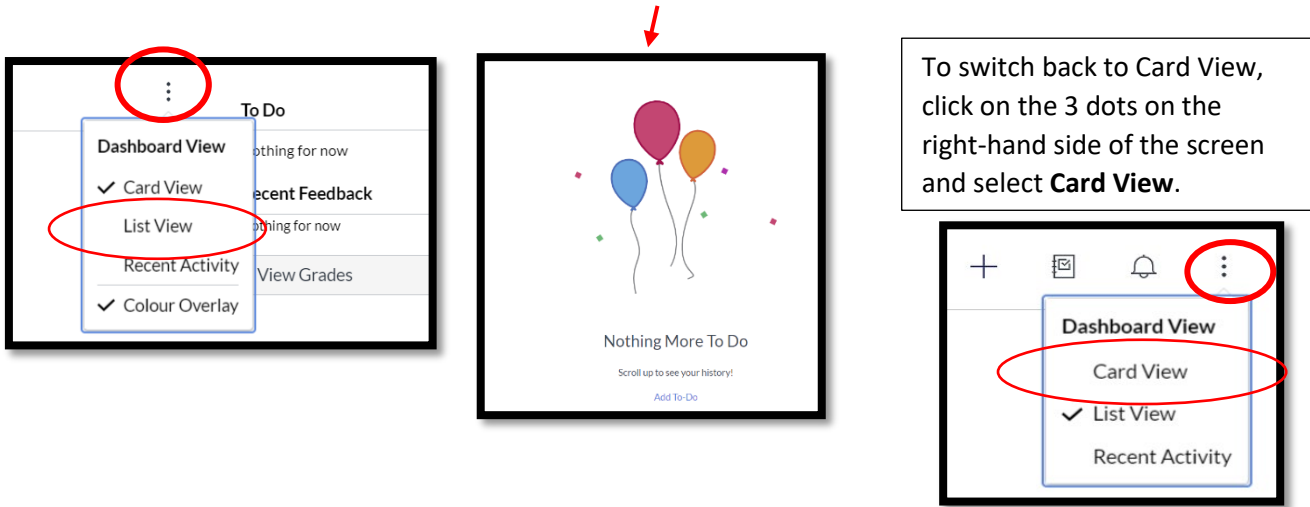 To Do
Dashboard View
othing for now
Card View
ecent Feedback
List View
othing for now
Recent Activity
View Grades
Colour Overlay
Nothing More To Do
Scroll up to see your history!
Add To-Do
To switch back to Card View,
click on the 3 dots on the
right-hand side of the screen
and select Card View.
Dashboard View
Card View
List View
Recent Activity